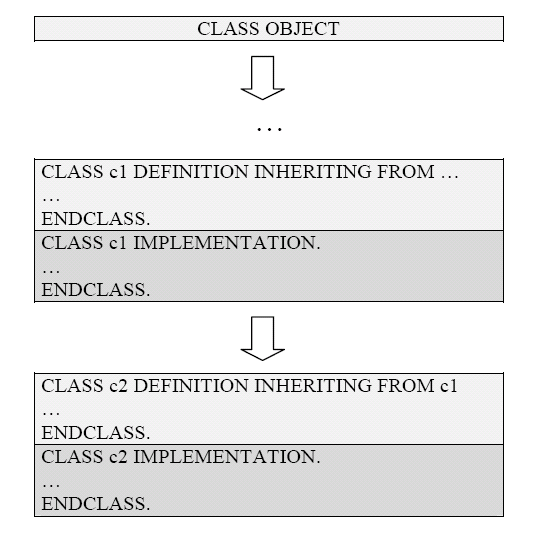 CLASS OBJECT
…
CLASS c1 DEFINITION INHERITING FROM …
…
ENDCLASS.
CLASS c1 IMPLEMENTATION.
…
ENDCLASS.
CLASS c2 DEFINITION INHERITING FROM c1
…
ENDCLASS.
CLASS c2 IMPLEMENTATION.
…
ENDCLASS.